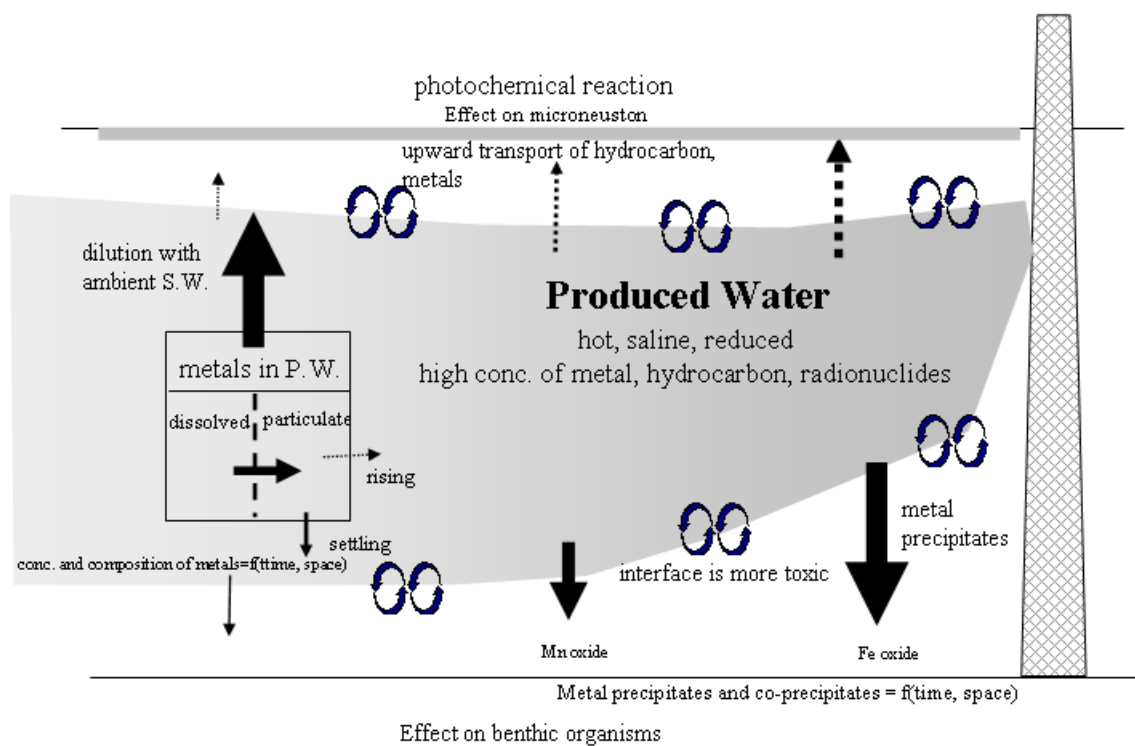 photochemical reaction
Effect on microneuston
upward transport of hydrocarbon,
metals
dilution with
ambient S.W.
Produced Water
hot, saline, reduced
high conc. of metal, hydrocarbon, radionuclides
metals in P.W.
dissolved
particulate
rising
settling
conc. and composition of metals=f(ttime, space)
metal
precipitates
interface is more toxic
Mn oxide
Fe oxide
Metal precipitates and co-precipitates = f(time, space)
Effect on benthic organisms